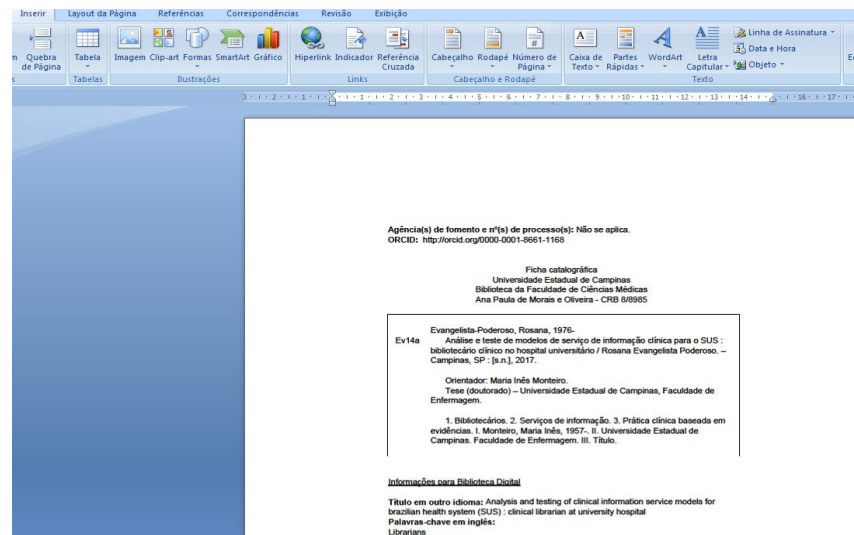 Inserir Layout da Página Referências Correspondências Revisão Exibição
Quebra de Página
Tabela
Imagem Clip-art Formas SmartArt Gráfico
Hiperlink Indicador Referência Cruzada
Cabeçalho Rodapé Número de Página
Caixa de Texto Partes Rápidas WordArt Letra Capitular
Linha de Assinatura
Data e Hora
Objeto
Tabelas Ilustrações Links Cabeçalho e Rodapé Texto
Agência(s) de fomento e nº(s) de processo(s): Não se aplica.
ORCID: http://orcid.org/0000-0001-8661-1168
Ficha catalográfica
Universidade Estadual de Campinas
Biblioteca da Faculdade de Ciências Médicas
Ana Paula de Morais e Oliveira - CRB 8/8985
Evangelista-Poderoso, Rosana, 1976-
Ev14a Análise e teste de modelos de serviço de informação clínica para o SUS :
bibliotecário clínico no hospital universitário / Rosana Evangelista Poderoso. –
Campinas, SP : [s.n.], 2017.
Orientador: Maria Inês Monteiro.
Tese (doutorado) – Universidade Estadual de Campinas, Faculdade de
Enfermagem.
1. Bibliotecários. 2. Serviços de informação. 3. Prática clínica baseada em
evidências. I. Monteiro, Maria Inês, 1957-. II. Universidade Estadual de
Campinas. Faculdade de Enfermagem. III. Título.
Informações para Biblioteca Digital
Título em outro idioma: Analysis and testing of clinical information service models for
brazilian health system (SUS) : clinical librarian at university hospital
Palavras-chave em inglês:
Librarians